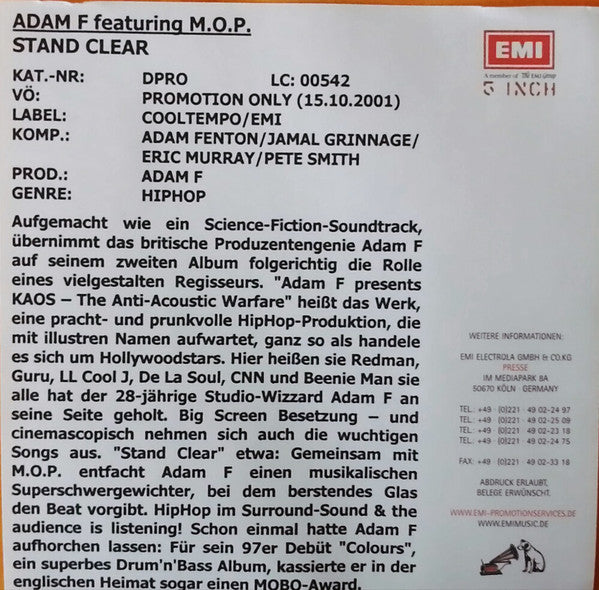 ADAM F featuring M.O.P.
STAND CLEAR
KAT.-NR: DPRO LC: 00542
VÖ: PROMOTION ONLY (15.10.2001)
LABEL: COOLTEMPO/EMI
KOMP.: ADAM FENTON/JAMAL GRINNAGE/
ERIC MURRAY/PETE SMITH
PROD.: ADAM F
GENRE: HIPHOP
Aufgemacht wie ein Science-Fiction-Soundtrack,
übernimmt das britische Produzentengenie Adam F
auf seinem zweiten Album folgerichtig die Rolle
eines vielgestalten Regisseurs. "Adam F presents
KAOS – The Anti-Acoustic Warfare" heißt das Werk,
eine pracht- und prunkvolle HipHop-Produktion, die
mit illustren Namen aufwartet, ganz so als handele
es sich um Hollywoodstars. Hier heißen sie Redman,
Guru, LL Cool J, De La Soul, CNN und Beenie Man sie
alle hat der 28-jährige Studio-Wizzard Adam F an
seine Seite geholt. Big Screen Besetzung – und
cinemascopisch nehmen sich auch die wuchtigen
Songs aus. "Stand Clear" etwa: Gemeinsam mit
M.O.P. entfacht Adam F einen musikalischen
Superschwergewichter, bei dem berstendes Glas
den Beat vorgibt. HipHop im Surround-Sound & the
audience is listening! Schon einmal hatte Adam F
aufhorchen lassen: Für sein 97er Debüt "Colours",
ein superbes Drum'n'Bass Album, kassierte er in der
englischen Heimat sogar einen MOBO-Award.
EMI
A member of The EMI Group
5 INCH
WEITERE INFORMATIONEN:
EMI ELECTROLA GMBH & CO.KG
PRESSE
IM MEDIAPARK 8A
50670 KÖLN GERMANY
TEL.: +49 (0)221 49 02-24 97
TEL.: +49 (0)221 49 02-25 09
TEL.: +49 (0)221 49 02-23 18
TEL.: +49 (0)221 49 02-24 75
FAX: +49 (0)221 49 02-33 18
ABDRUCK ERLAUBT,
BELEGE ERWÜNSCHT.
WWW.EMI-PROMOTIONSERVICES.DE
WWW.EMIMUSIC.DE